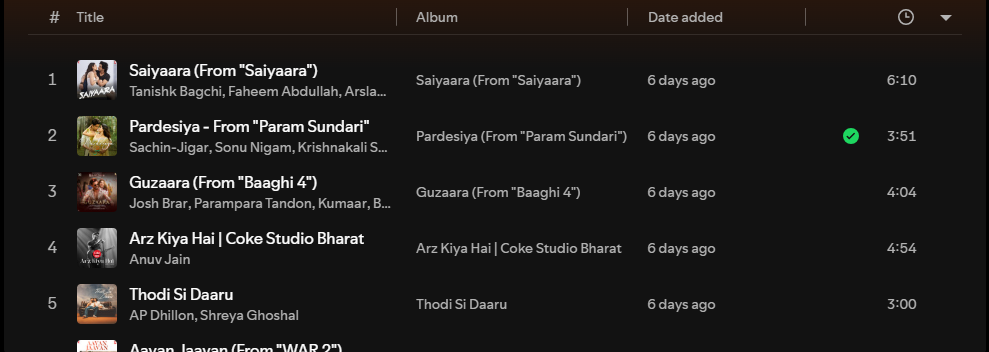 # Title Album Date added
1 Saiyaara (From "Saiyaara") Saiyaara (From "Saiyaara") 6 days ago 6:10
Tanishk Bagchi, Faheem Abdullah, Arsla...
2 Pardesiya - From "Param Sundari" Pardesiya (From "Param Sundari") 6 days ago 3:51
Sachin-Jigar, Sonu Nigam, Krishnakali S...
3 Guzaara (From "Baaghi 4") Guzaara (From "Baaghi 4") 6 days ago 4:04
Josh Brar, Parampara Tandon, Kumaar, B...
4 Arz Kiya Hai | Coke Studio Bharat Arz Kiya Hai | Coke Studio Bharat 6 days ago 4:54
Anuv Jain
5 Thodi Si Daaru Thodi Si Daaru 6 days ago 3:00
AP Dhillon, Shreya Ghoshal
Aavan Jaavan (From "WAR 2")